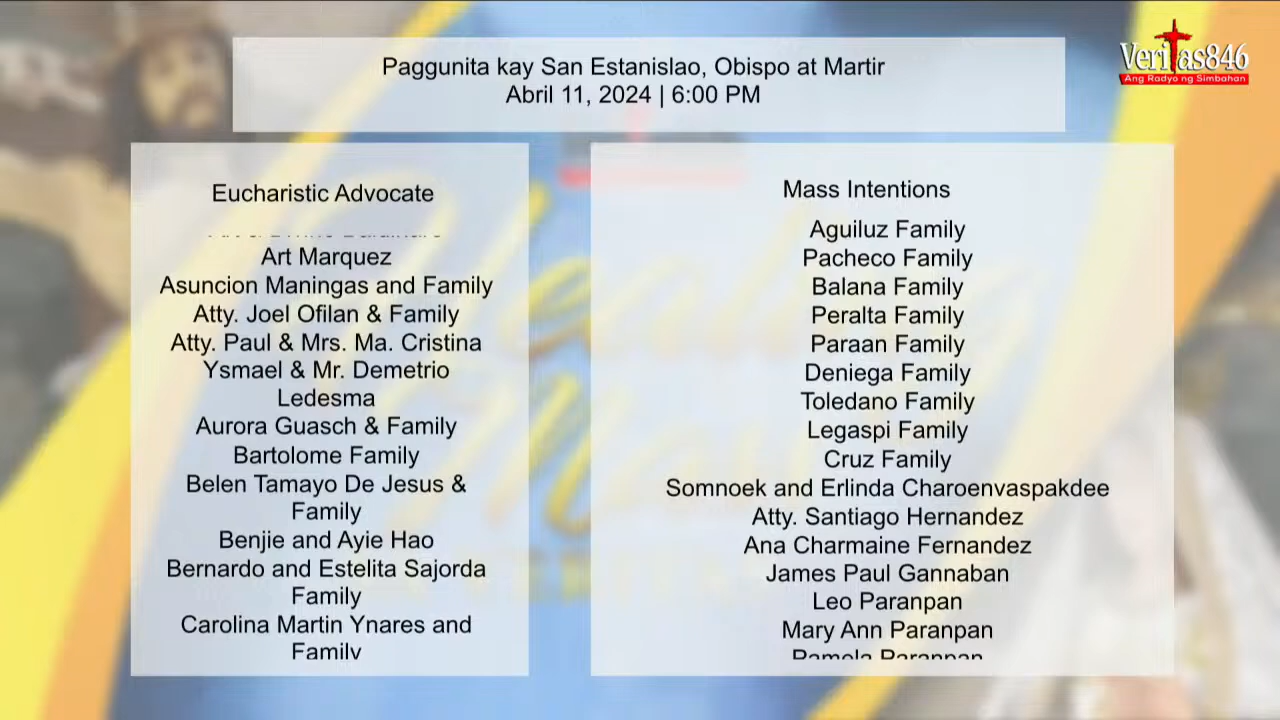 Paggunita kay San Estanislao, Obispo at Martir
Abril 11, 2024 | 6:00 PM
Veritas846
Ang Radyo ng Simbahan
Eucharistic Advocate
Art Marquez
Asuncion Maningas and Family
Atty. Joel Ofilan & Family
Atty. Paul & Mrs. Ma. Cristina
Ysmael & Mr. Demetrio
Ledesma
Aurora Guasch & Family
Bartolome Family
Belen Tamayo De Jesus &
Family
Benjie and Ayie Hao
Bernardo and Estelita Sajorda
Family
Carolina Martin Ynares and
Family
Mass Intentions
Aguiluz Family
Pacheco Family
Balana Family
Peralta Family
Paraan Family
Deniega Family
Toledano Family
Legaspi Family
Cruz Family
Somnoek and Erlinda Charoenvaspakdee
Atty. Santiago Hernandez
Ana Charmaine Fernandez
James Paul Gannaban
Leo Paranpan
Mary Ann Paranpan
Pamela Paranpan